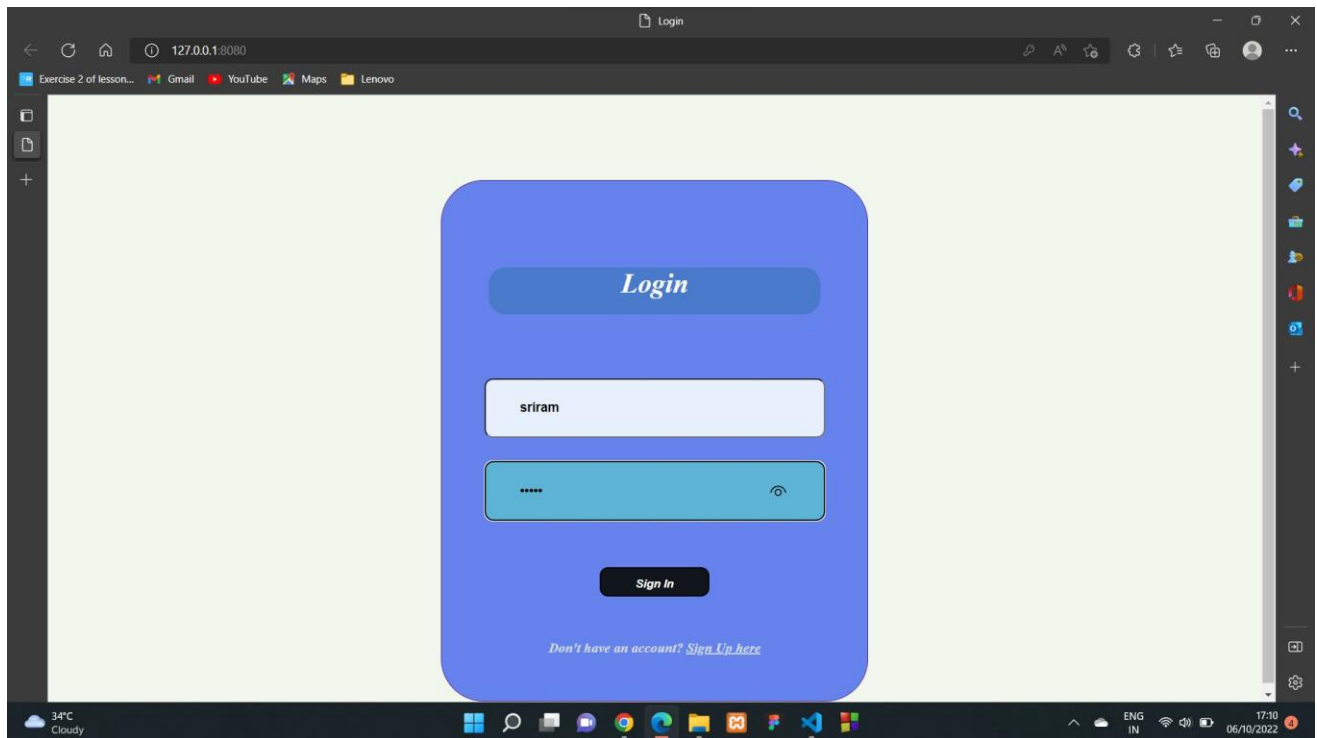 Login
127.0.0.1:8080
Exercise 2 of lesson... Gmail YouTube Maps Lenovo
Login
sriram
•••••
Sign In
Don't have an account? Sign Up here
34°C
Cloudy
ENG
IN
17:10
06/10/2022
4